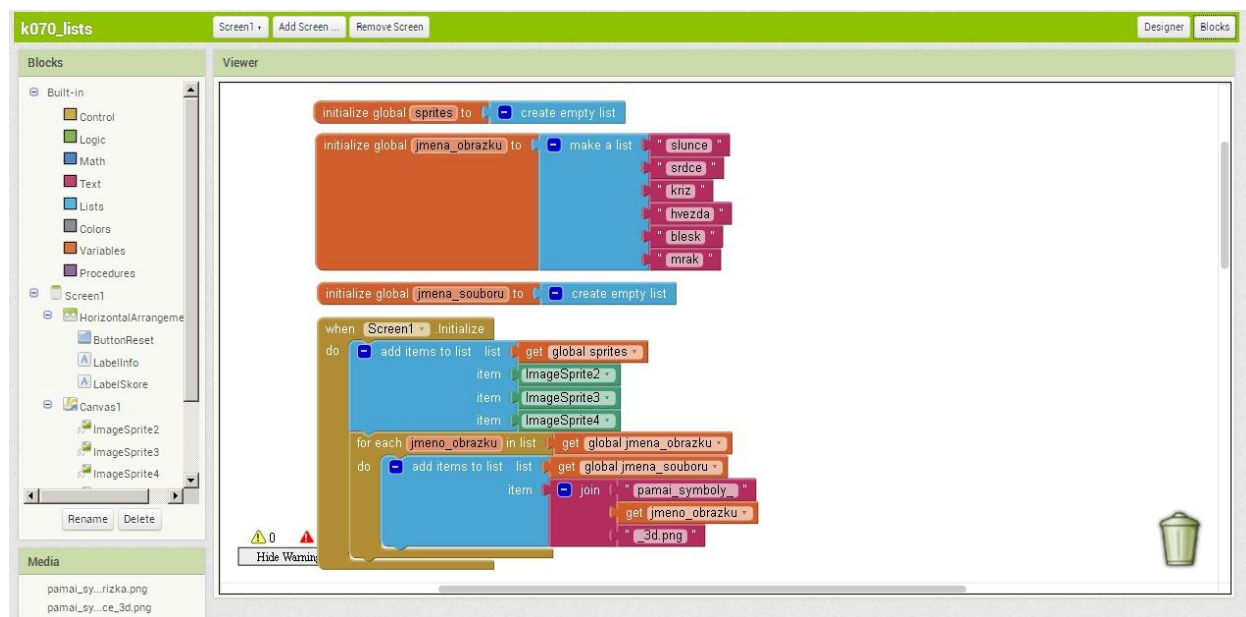 k070_lists
Screen1 Add Screen ... Remove Screen Designer Blocks
Blocks
Built-in
Control
Logic
Math
Text
Lists
Colors
Variables
Procedures
Screen1
HorizontalArrangeme
ButtonReset
LabelInfo
LabelSkore
Canvas1
ImageSprite2
ImageSprite3
ImageSprite4
Rename Delete
Media
pamai_sy...rizka.png
pamai_sy...ce_3d.png
Viewer
initialize global sprites to create empty list
initialize global jmena_obrazku to make a list " slunce "
" srdce "
" kriz "
" hvezda "
" blesk "
" mrak "
initialize global jmena_souboru to create empty list
when Screen1 .Initialize
do add items to list list get global sprites
item ImageSprite2
item ImageSprite3
item ImageSprite4
for each jmeno_obrazku in list get global jmena_obrazku
do add items to list list get global jmena_souboru
item join " pamai_symboly_ "
get jmeno_obrazku
" _3d.png "
0
Hide Warnin